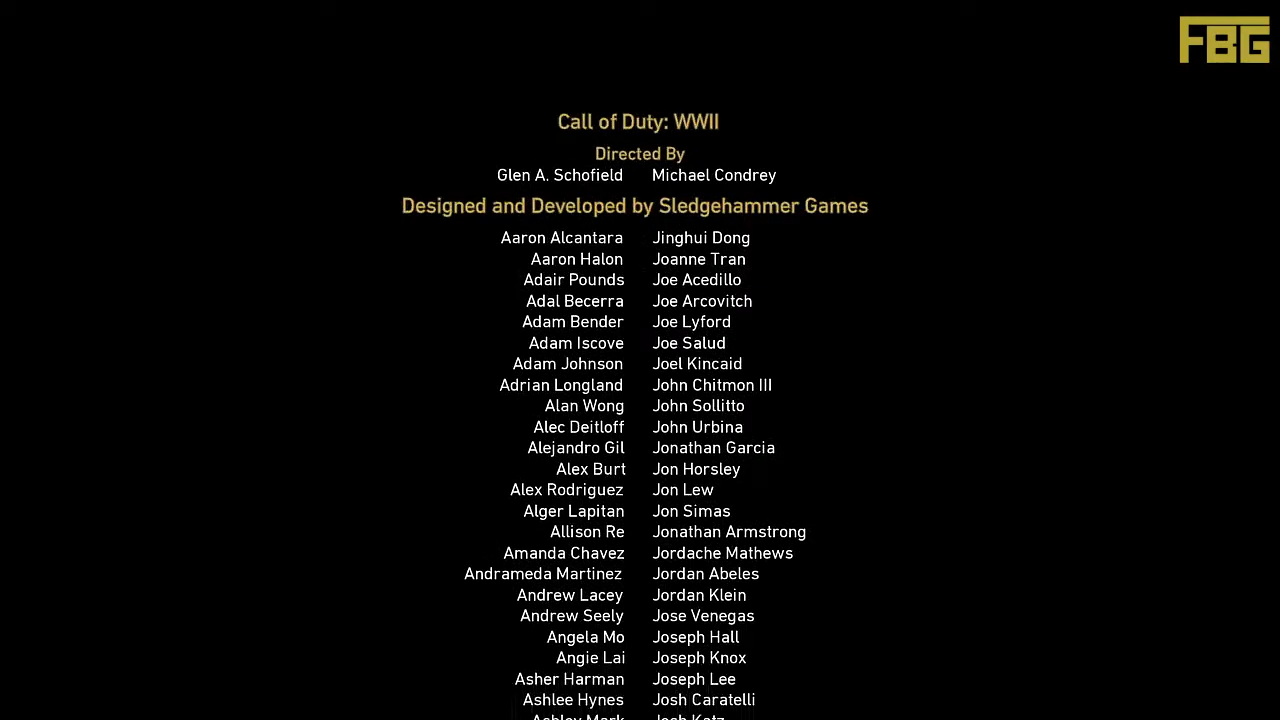 FBG
Call of Duty: WWII
Directed By
Glen A. Schofield Michael Condrey
Designed and Developed by Sledgehammer Games
Aaron Alcantara Jinghui Dong
Aaron Halon Joanne Tran
Adair Pounds Joe Acedillo
Adal Becerra Joe Arcovitch
Adam Bender Joe Lyford
Adam Iscove Joe Salud
Adam Johnson Joel Kincaid
Adrian Longland John Chitmon III
Alan Wong John Sollitto
Alec Deitloff John Urbina
Alejandro Gil Jonathan Garcia
Alex Burt Jon Horsley
Alex Rodriguez Jon Lew
Alger Lapitan Jon Simas
Allison Re Jonathan Armstrong
Amanda Chavez Jordache Mathews
Andrameda Martinez Jordan Abeles
Andrew Lacey Jordan Klein
Andrew Seely Jose Venegas
Angela Mo Joseph Hall
Angie Lai Joseph Knox
Asher Harman Joseph Lee
Ashlee Hynes Josh Caratelli
Ashley Mark Josh Katz